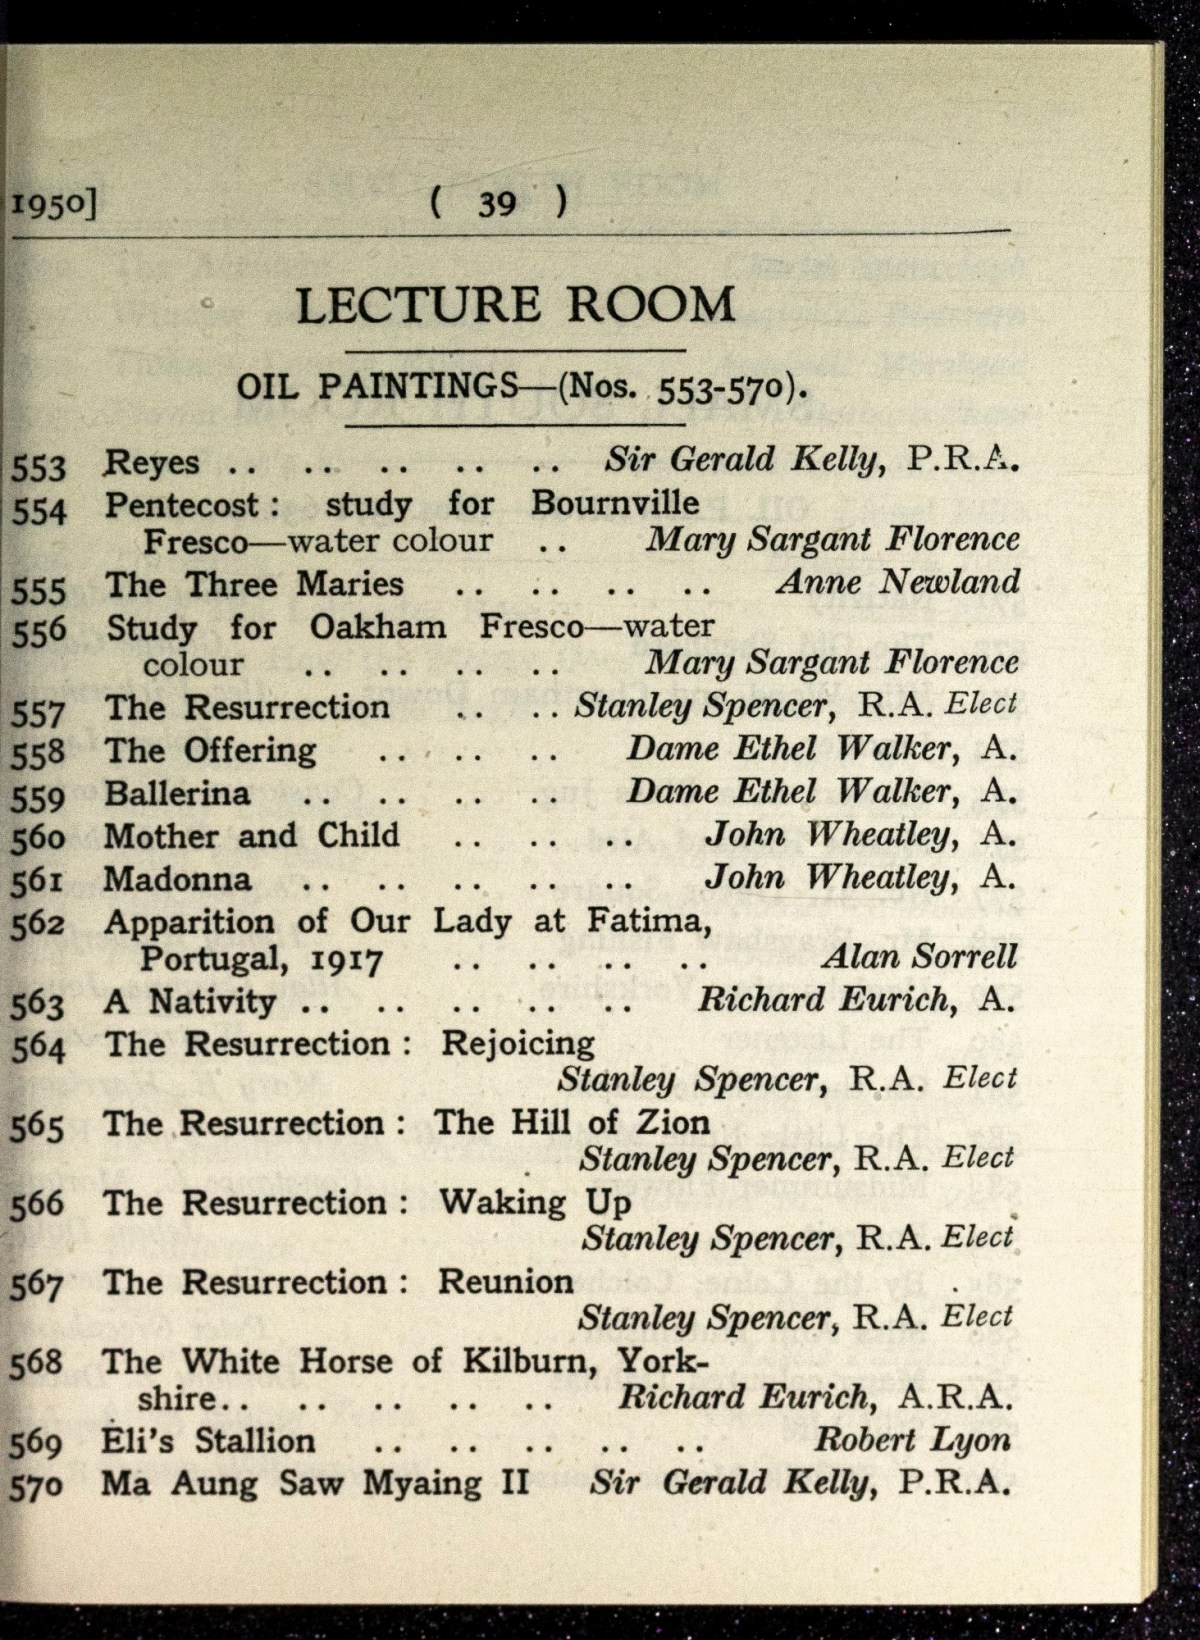 1950]
( 39 )
LECTURE ROOM
OIL PAINTINGS—(Nos. 553-570).
553 Reyes .. .. .. .. .. Sir Gerald Kelly, P.R.A.
554 Pentecost : study for Bournville
Fresco—water colour .. Mary Sargant Florence
555 The Three Maries .. .. .. .. Anne Newland
556 Study for Oakham Fresco—water
colour .. .. .. .. Mary Sargant Florence
557 The Resurrection .. .. Stanley Spencer, R.A. Elect
558 The Offering .. .. .. Dame Ethel Walker, A.
559 Ballerina .. .. .. .. Dame Ethel Walker, A.
560 Mother and Child .. .. .. John Wheatley, A.
561 Madonna .. .. .. .. .. John Wheatley, A.
562 Apparition of Our Lady at Fatima,
Portugal, 1917 .. .. .. .. Alan Sorrell
563 A Nativity .. .. .. .. .. Richard Eurich, A.
564 The Resurrection : Rejoicing
Stanley Spencer, R.A. Elect
565 The Resurrection : The Hill of Zion
Stanley Spencer, R.A. Elect
566 The Resurrection : Waking Up
Stanley Spencer, R.A. Elect
567 The Resurrection : Reunion
Stanley Spencer, R.A. Elect
568 The White Horse of Kilburn, York-
shire.. .. .. .. .. Richard Eurich, A.R.A.
569 Eli's Stallion .. .. .. .. .. Robert Lyon
570 Ma Aung Saw Myaing II Sir Gerald Kelly, P.R.A.